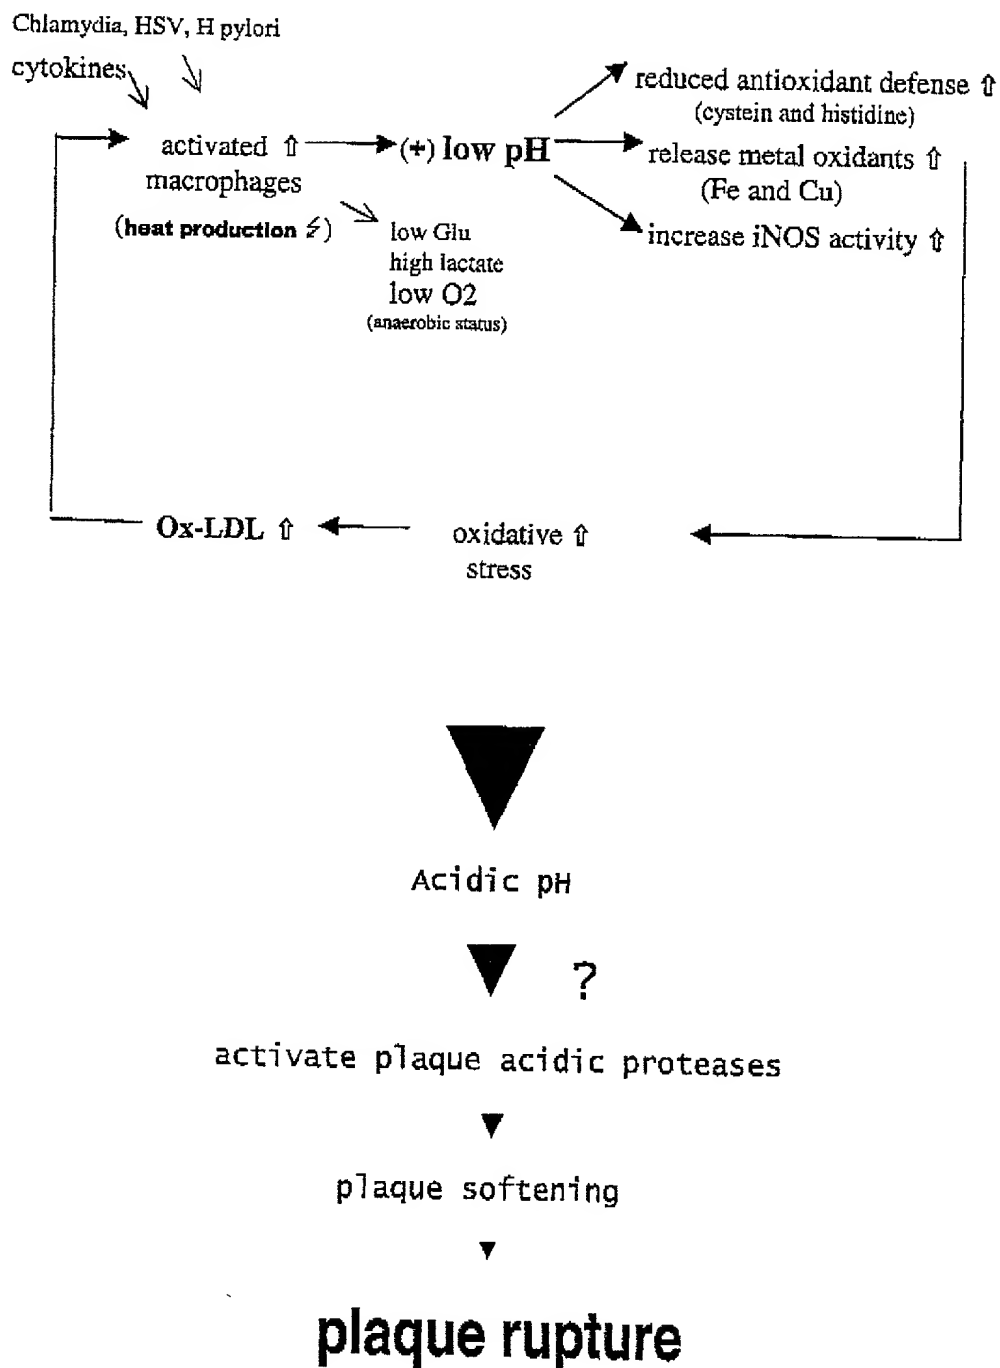 Chlamydia, HSV, H pylori
cytokines
activated ⇧
macrophages
(heat production)
(+) low pH
low Glu
high lactate
low O2
(anaerobic status)
reduced antioxidant defense ⇧
(cystein and histidine)
release metal oxidants ⇧
(Fe and Cu)
increase iNOS activity ⇧
oxidative ⇧
stress
Ox-LDL ⇧
Acidic pH
?
activate plaque acidic proteases
plaque softening
plaque rupture